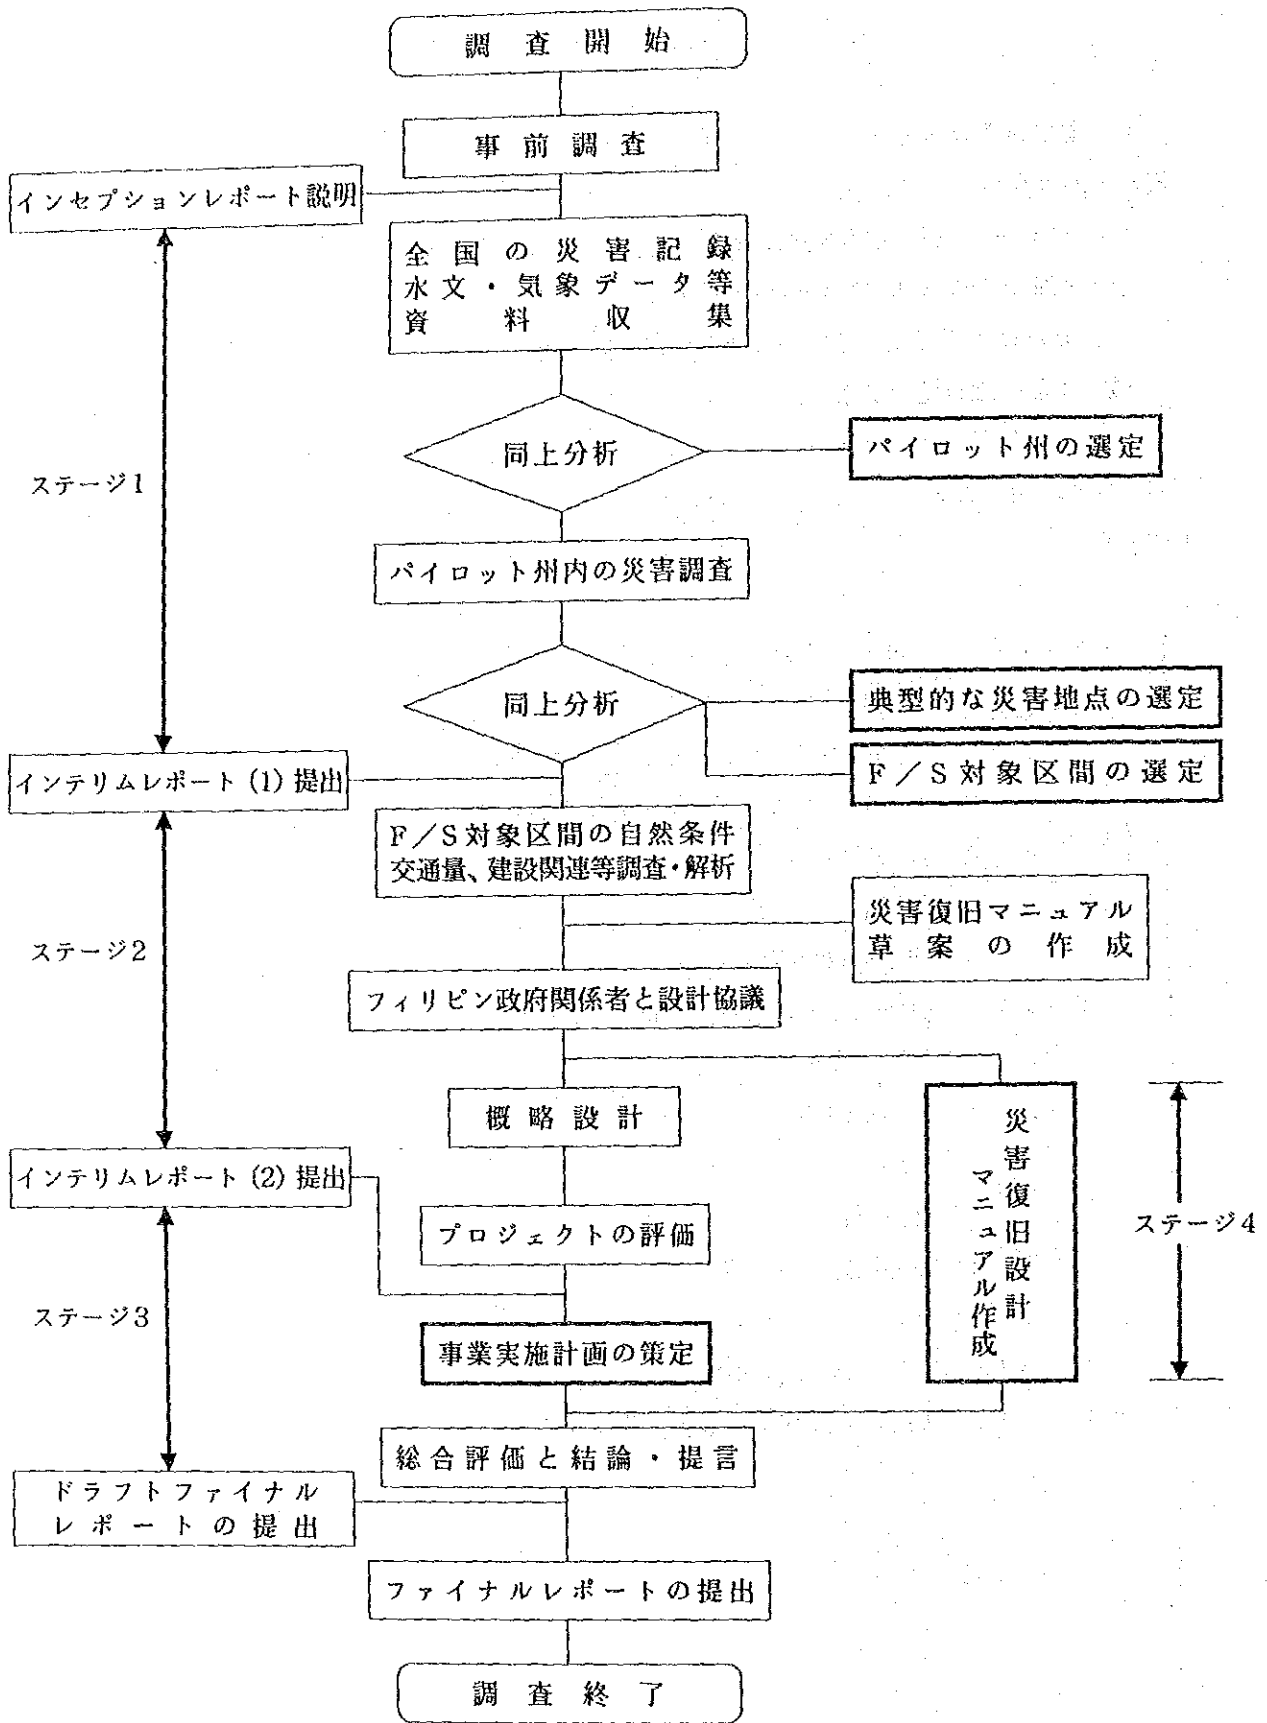 調査開始
事前調査
インセプションレポート説明
全国の災害記録
水文・気象データ等
資料収集
同上分析
パイロット州の選定
ステージ1
パイロット州内の災害調査
同上分析
典型的な災害地点の選定
F/S対象区間の選定
インテリムレポート(1)提出
F/S対象区間の自然条件
交通量、建設関連等調査・解析
災害復旧マニュアル
草案の作成
ステージ2
フィリピン政府関係者と設計協議
概略設計
災害復旧設計
マニュアル作成
ステージ4
インテリムレポート(2)提出
プロジェクトの評価
ステージ3
事業実施計画の策定
総合評価と結論・提言
ドラフトファイナル
レポートの提出
ファイナルレポートの提出
調査終了